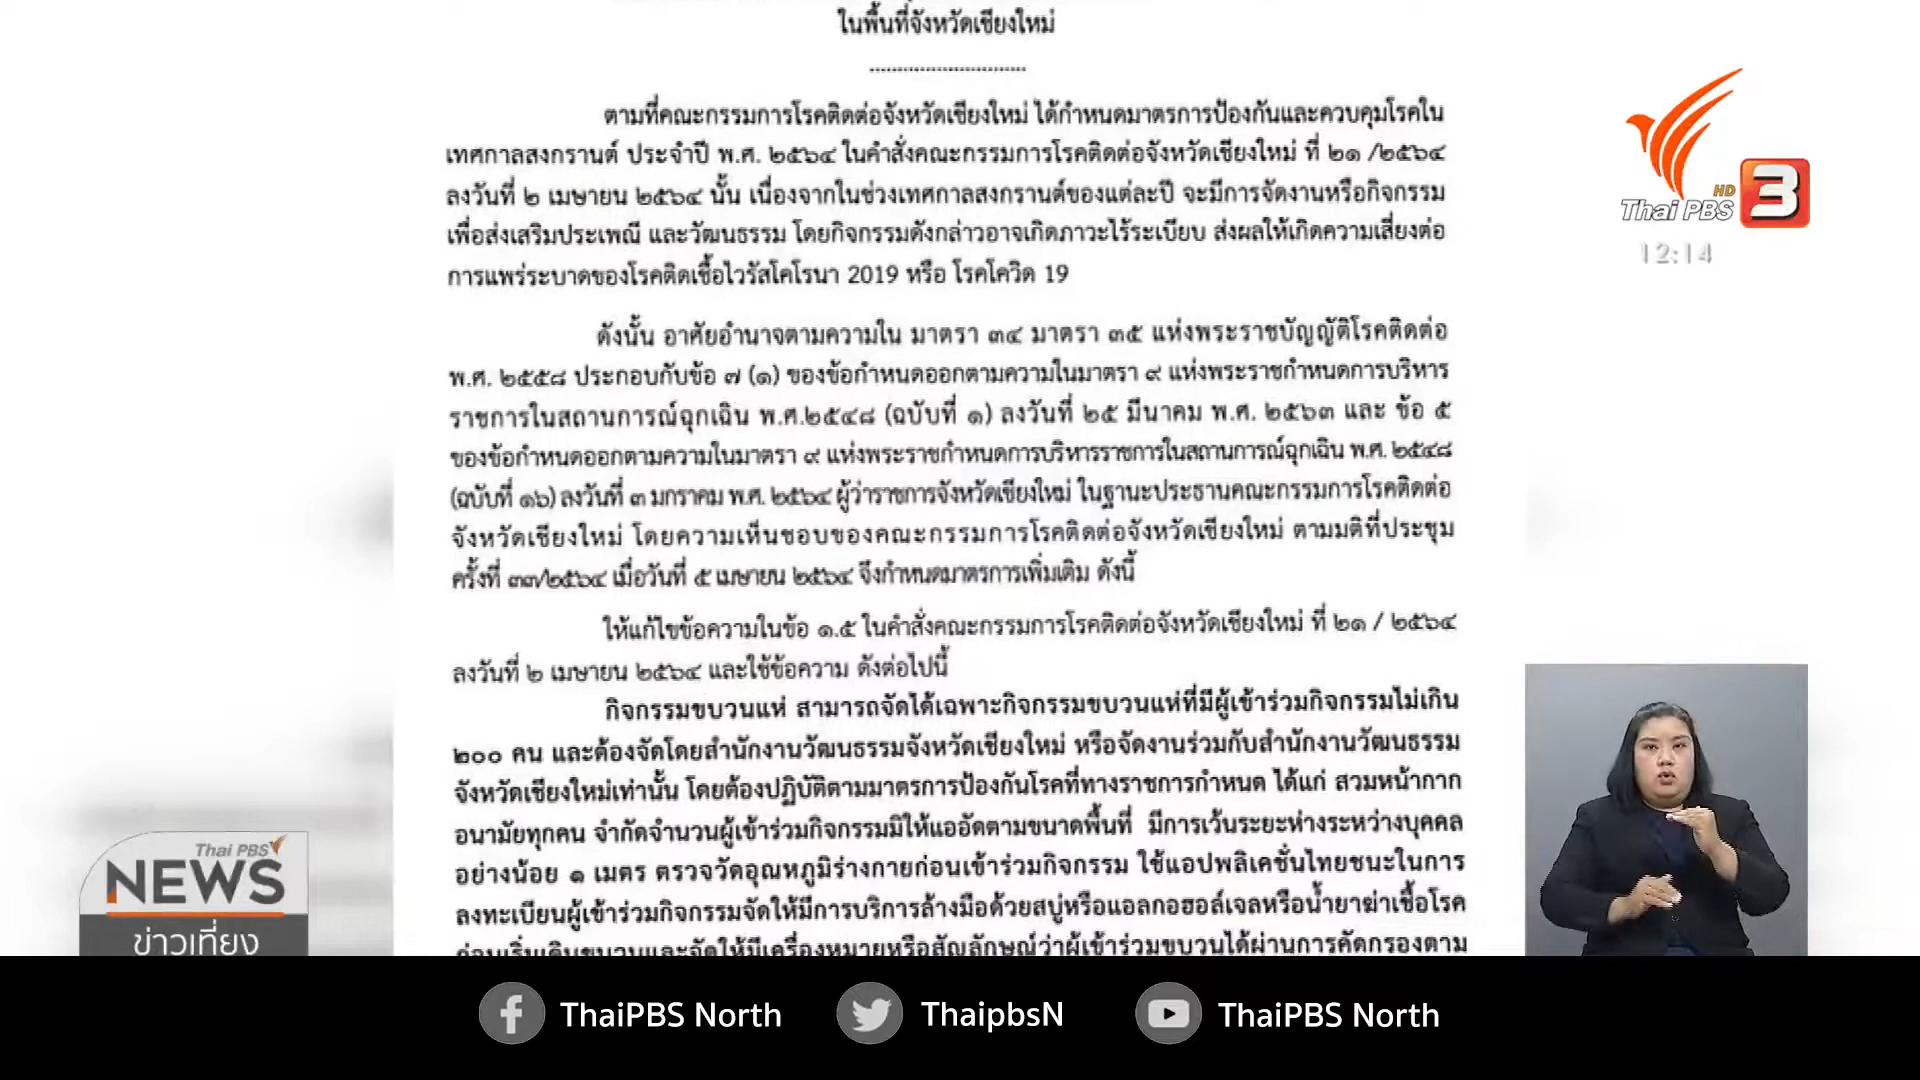 ในพื้นที่จังหวัดเชียงใหม่
ตามที่คณะกรรมการโรคติดต่อจังหวัดเชียงใหม่ ได้กำหนดมาตรการป้องกันและควบคุมโรคใน
เทศกาลสงกรานต์ ประจำปี พ.ศ. ๒๕๖๔ ในคำสั่งคณะกรรมการโรคติดต่อจังหวัดเชียงใหม่ ที่ ๒๑ /๒๕๖๔
ลงวันที่ ๒ เมษายน ๒๕๖๔ นั้น เนื่องจากในช่วงเทศกาลสงกรานต์ของแต่ละปี จะมีการจัดงานหรือกิจกรรม
เพื่อส่งเสริมประเพณี และวัฒนธรรม โดยกิจกรรมดังกล่าวอาจเกิดภาวะไร้ระเบียบ ส่งผลให้เกิดความเสี่ยงต่อ
การแพร่ระบาดของโรคติดเชื้อไวรัสโคโรนา 2019 หรือ โรคโควิด 19
ดังนั้น อาศัยอำนาจตามความใน มาตรา ๓๔ มาตรา ๓๕ แห่งพระราชบัญญัติโรคติดต่อ
พ.ศ. ๒๕๕๘ ประกอบกับข้อ ๗ (๑) ของข้อกำหนดออกตามความในมาตรา ๙ แห่งพระราชกำหนดการบริหาร
ราชการในสถานการณ์ฉุกเฉิน พ.ศ.๒๕๔๘ (ฉบับที่ ๑) ลงวันที่ ๒๕ มีนาคม พ.ศ. ๒๕๖๓ และ ข้อ ๕
ของข้อกำหนดออกตามความในมาตรา ๙ แห่งพระราชกำหนดการบริหารราชการในสถานการณ์ฉุกเฉิน พ.ศ. ๒๕๔๘
(ฉบับที่ ๑๖) ลงวันที่ ๓ มกราคม พ.ศ. ๒๕๖๔ ผู้ว่าราชการจังหวัดเชียงใหม่ ในฐานะประธานคณะกรรมการโรคติดต่อ
จังหวัดเชียงใหม่ โดยความเห็นชอบของคณะกรรมการโรคติดต่อจังหวัดเชียงใหม่ ตามมติที่ประชุม
ครั้งที่ ๓๓/๒๕๖๔ เมื่อวันที่ ๕ เมษายน ๒๕๖๔ จึงกำหนดมาตรการเพิ่มเติม ดังนี้
ให้แก้ไขข้อความในข้อ ๑.๕ ในคำสั่งคณะกรรมการโรคติดต่อจังหวัดเชียงใหม่ ที่ ๒๑ / ๒๕๖๔
ลงวันที่ ๒ เมษายน ๒๕๖๔ และใช้ข้อความ ดังต่อไปนี้
กิจกรรมขบวนแห่ สามารถจัดได้เฉพาะกิจกรรมขบวนแห่ที่มีผู้เข้าร่วมกิจกรรมไม่เกิน
๒๐๐ คน และต้องจัดโดยสำนักงานวัฒนธรรมจังหวัดเชียงใหม่ หรือจัดงานร่วมกับสำนักงานวัฒนธรรม
จังหวัดเชียงใหม่เท่านั้น โดยต้องปฏิบัติตามมาตรการป้องกันโรคที่ทางราชการกำหนด ได้แก่ สวมหน้ากาก
อนามัยทุกคน จำกัดจำนวนผู้เข้าร่วมกิจกรรมมิให้แออัดตามขนาดพื้นที่ มีการเว้นระยะห่างระหว่างบุคคล
อย่างน้อย ๑ เมตร ตรวจวัดอุณหภูมิร่างกายก่อนเข้าร่วมกิจกรรม ใช้แอปพลิเคชั่นไทยชนะในการ
ลงทะเบียนผู้เข้าร่วมกิจกรรมจัดให้มีการบริการล้างมือด้วยสบู่หรือแอลกอฮอล์เจลหรือน้ำยาฆ่าเชื้อโรค
ก่อนเริ่มเดินขบวนและจัดให้มีเครื่องหมายหรือสัญลักษณ์ว่าผู้เข้าร่วมขบวนได้ผ่านการคัดกรองตาม
Thai PBS HD 3
12:14
Thai PBS
NEWS
ข่าวเที่ยง
ThaiPBS North
ThaipbsN
ThaiPBS North